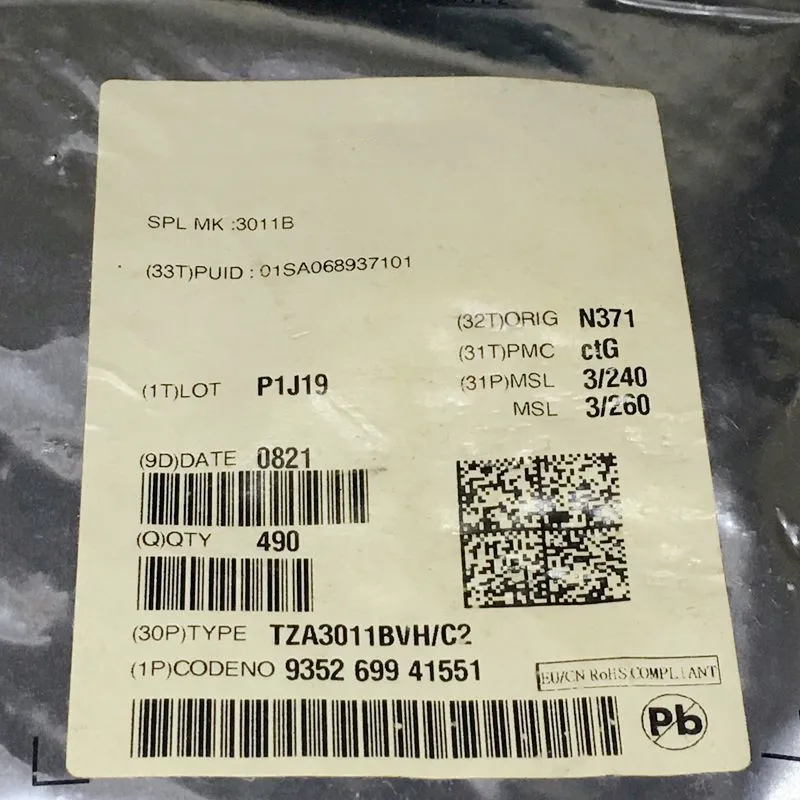 SPL MK :3011B
(33T)PUID : 01SA068937101
(32T)ORIG N371
(31T)PMC ctG
(1T)LOT P1J19
(31P)MSL 3/240
MSL 3/260
(9D)DATE 0821
(Q)QTY 490
(30P)TYPE TZA3011BVH/C2
(1P)CODENO 9352 699 41551
EU/CN RoHS COMPLIANT
Pb